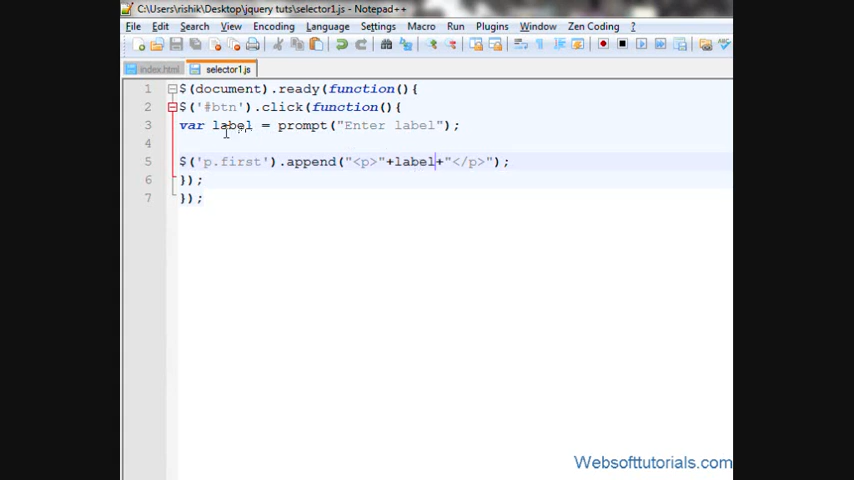 C:\Users\rishik\Desktop\jquery tuts\selector1.js - Notepad++
File Edit Search View Encoding Language Settings Macro Run Plugins Window Zen Coding ?
index.html selector1.js
1 $(document).ready(function(){
2 $('#btn').click(function(){
3 var label = prompt("Enter label");
4
5 $('p.first').append("<p>"+label+"</p>");
6 });
7 });
Websofttutorials.com